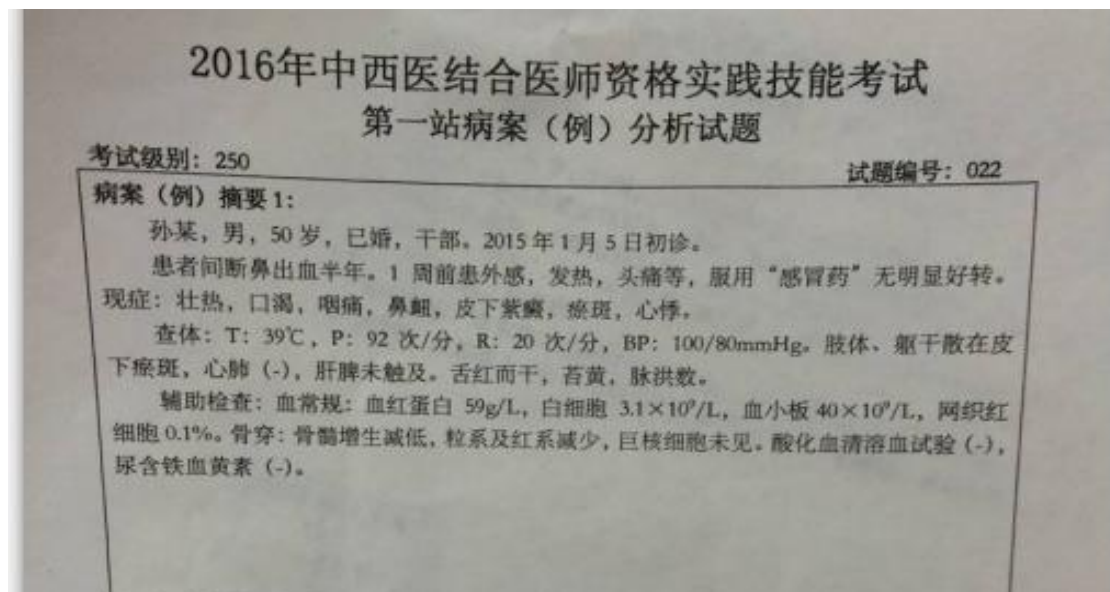 2016年中西医结合医师资格实践技能考试
第一站病案（例）分析试题
考试级别：250
试题编号：022
病案（例）摘要1：
孙某，男，50岁，已婚，干部。2015年1月5日初诊。
患者间断鼻出血半年。1周前患外感，发热，头痛等，服用“感冒药”无明显好转。
现症：壮热，口渴，咽痛，鼻衄，皮下紫癜，瘀斑，心悸。
查体：T：39℃，P：92次/分，R：20次/分，BP：100/80mmHg。肢体、躯干散在皮
下瘀斑，心肺（-），肝脾未触及。舌红而干，苔黄，脉洪数。
辅助检查：血常规：血红蛋白59g/L，白细胞3.1×10⁹/L，血小板40×10⁹/L，网织红
细胞0.1%。骨穿：骨髓增生减低，粒系及红系减少，巨核细胞未见。酸化血清溶血试验（-），
尿含铁血黄素（-）。